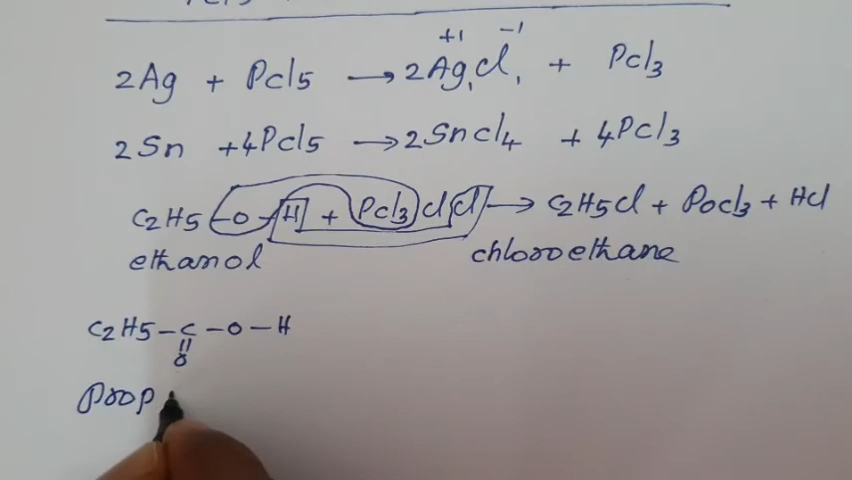 +1 -1
2Ag + Pcl5 → 2Ag1Cl1 + Pcl3
2Sn + 4Pcl5 → 2Sncl4 + 4Pcl3
C2H5-O-H + Pcl3 cl cl → C2H5cl + Pocl3 + Hcl
ethanol chloroethane
C2H5-C-O-H
||
O
Prop